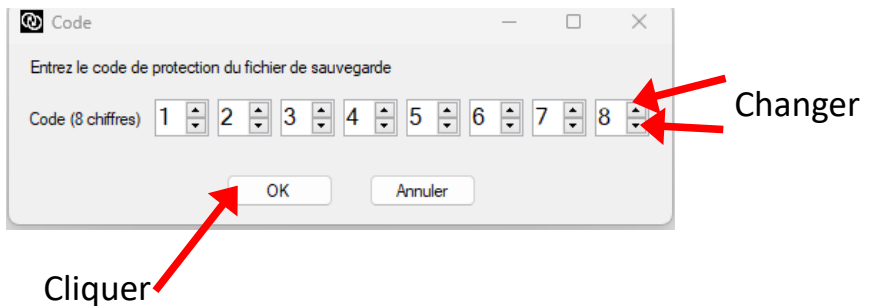 Code
Entrez le code de protection du fichier de sauvegarde
Code (8 chiffres) 1 2 3 4 5 6 7 8
Changer
OK Annuler
Cliquer